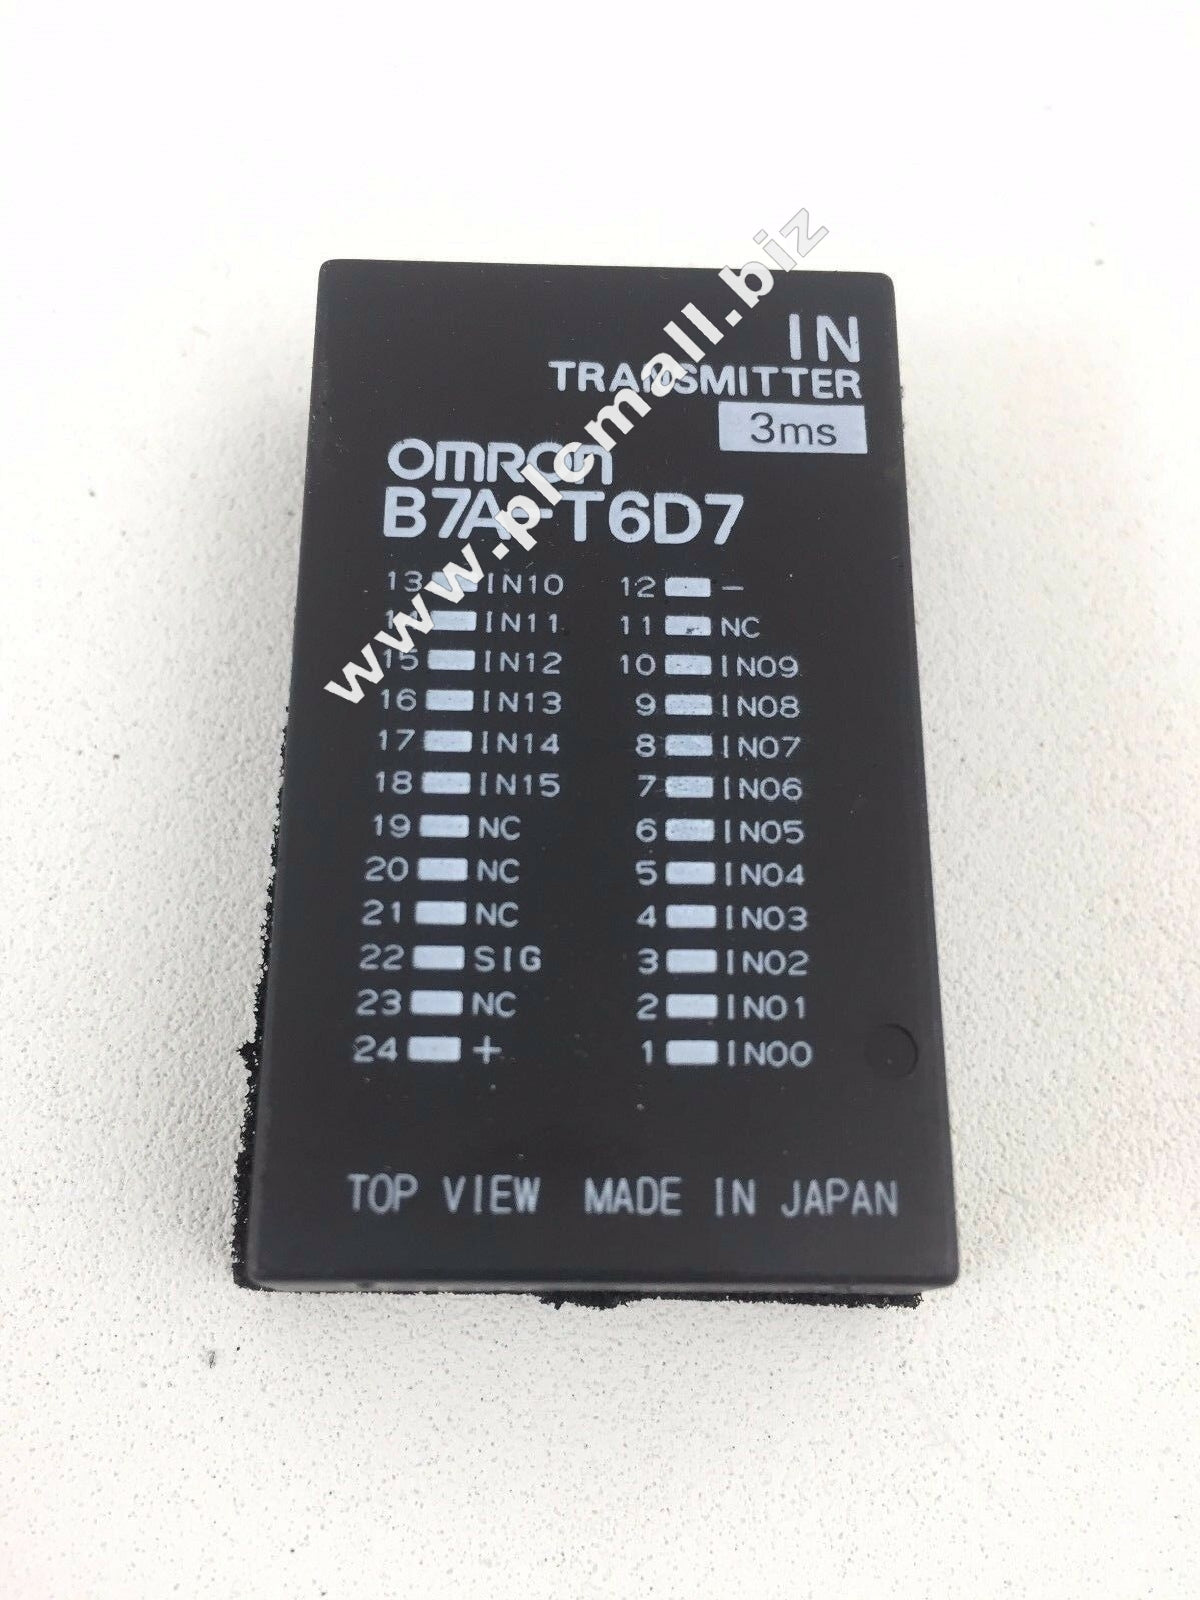 IN
TRANSMITTER
3ms
OMRON
B7A-T6D7
13 IN10 12 -
14 IN11 11 NC
15 IN12 10 IN09
16 IN13 9 IN08
17 IN14 8 IN07
18 IN15 7 IN06
19 NC 6 IN05
20 NC 5 IN04
21 NC 4 IN03
22 SIG 3 IN02
23 NC 2 IN01
24 + 1 IN00
TOP VIEW MADE IN JAPAN
www.plcmall.biz